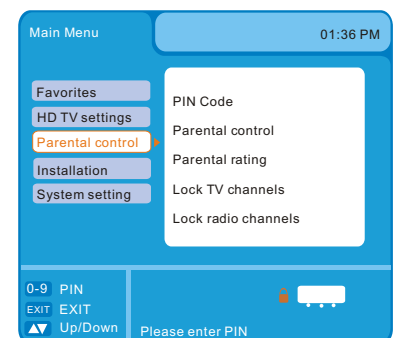 Main Menu
01:36 PM
Favorites
HD TV settings
Parental control
Installation
System setting
PIN Code
Parental control
Parental rating
Lock TV channels
Lock radio channels
0-9 PIN
EXIT EXIT
▲▼ Up/Down
Please enter PIN